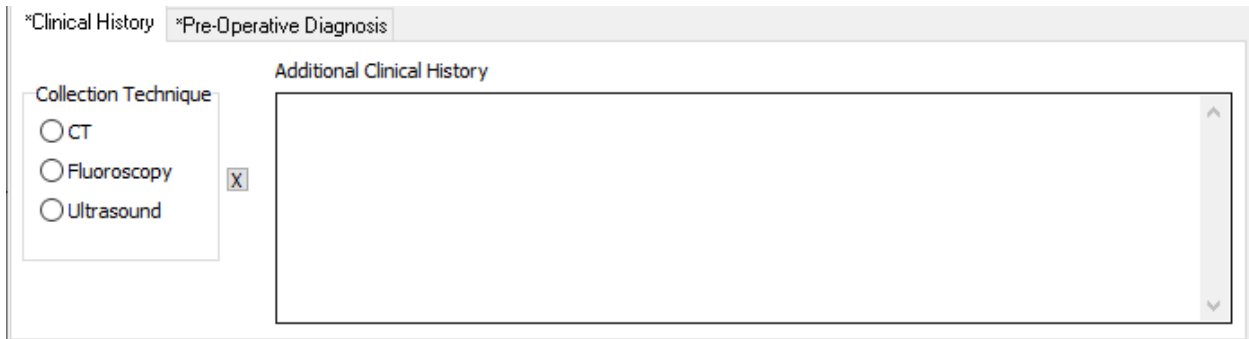 *Clinical History *Pre-Operative Diagnosis
Additional Clinical History
Collection Technique
CT
Fluoroscopy
X
Ultrasound